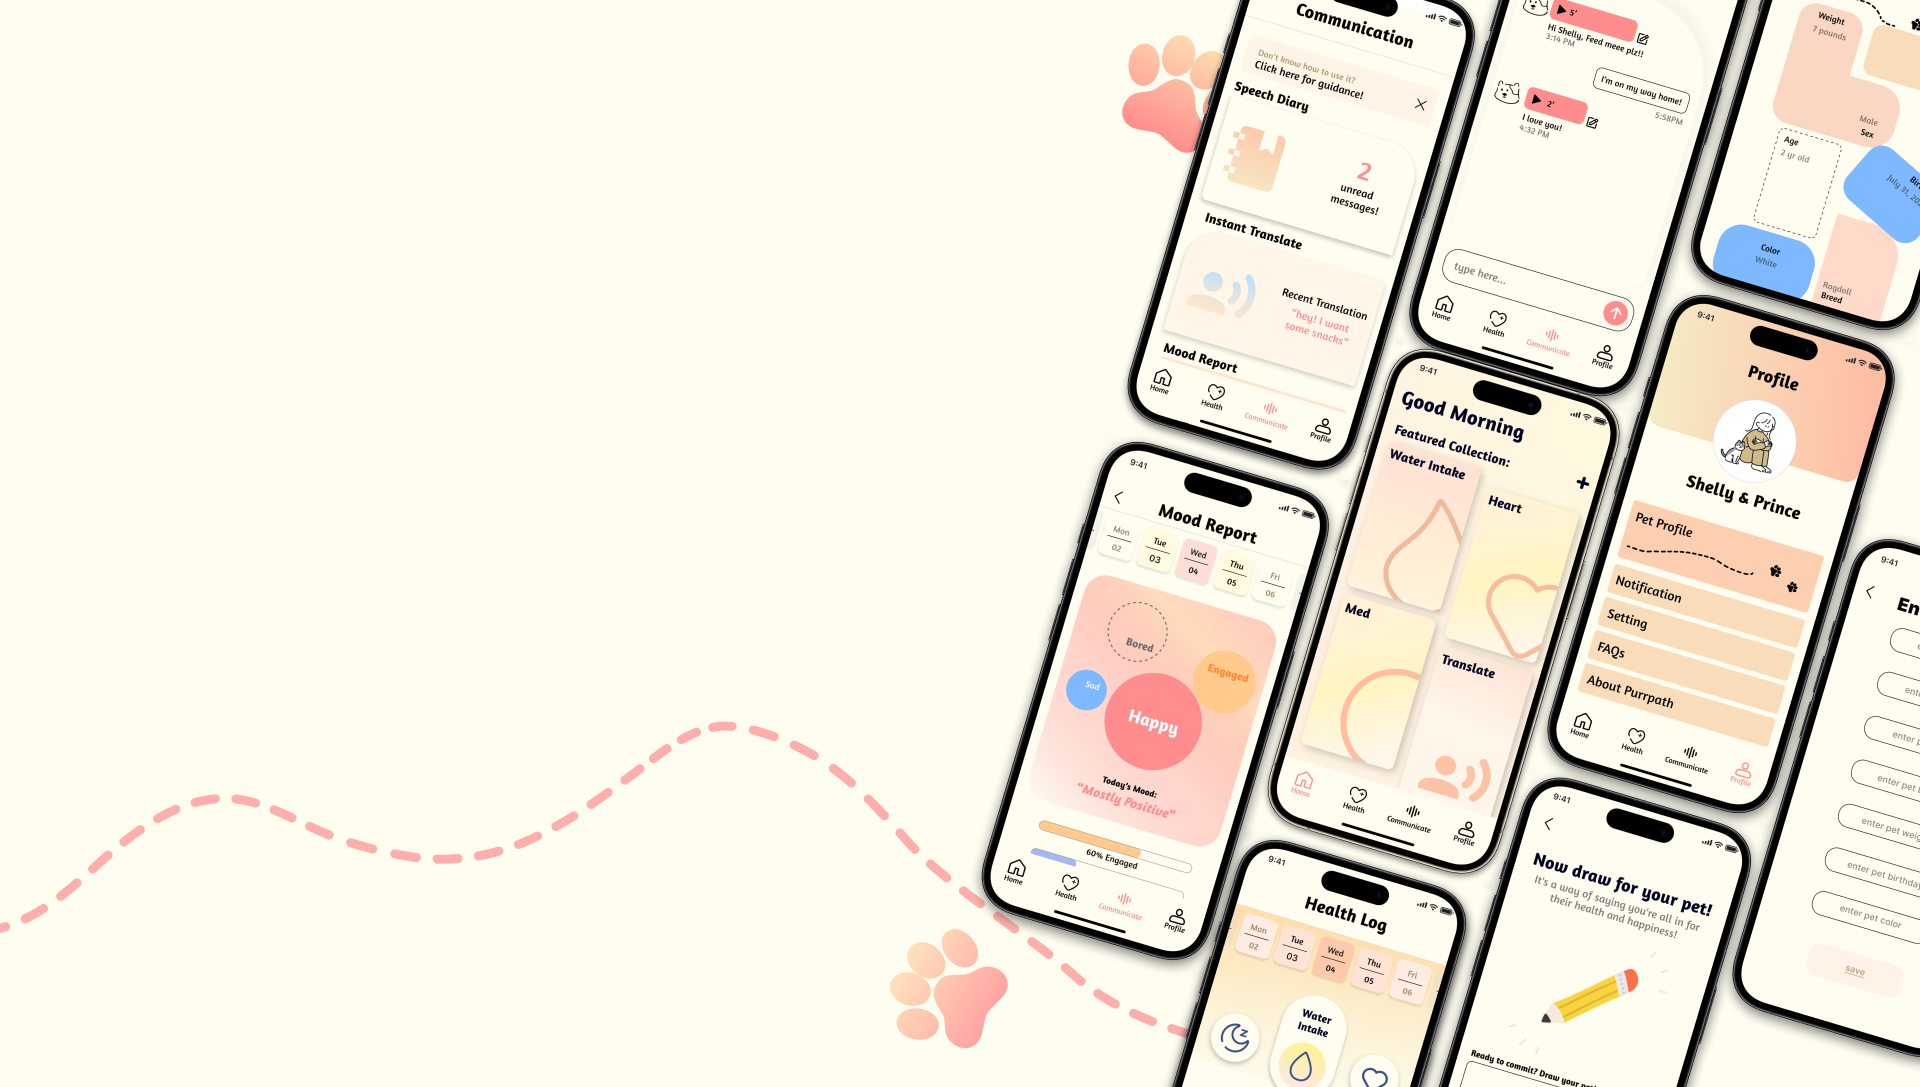 Communication
Don't know how to use it?
Click here for guidance!
Speech Diary
2
unread
messages!
Instant Translate
Recent Translation
“hey! I want
some snacks”
Mood Report
Home
Health
Communicate
Profile
5'
Hi Shelly, Feed meee plz!!
3:14 PM
I'm on my way home!
5:58PM
2'
I love you!
4:32 PM
type here...
Home
Health
Communicate
Profile
Weight
7 pounds
Male
Sex
Age
2 yr old
July 31,
Color
White
Ragdoll
Breed
9:41
Mood Report
Mon
02
Tue
03
Wed
04
Thu
05
Fri
06
Bored
Engaged
Sad
Happy
Today's Mood:
“Mostly Positive”
60% Engaged
Home
Health
Communicate
Profile
9:41
Good Morning
Featured Collection:
Water Intake
Heart
Med
Translate
Home
Health
Communicate
Profile
9:41
Profile
Shelly & Prince
Pet Profile
Notification
Setting
FAQs
About Purrpath
Home
Health
Communicate
Profile
9:41
Health Log
Mon
02
Tue
03
Wed
04
Thu
05
Fri
06
Water
Intake
9:41
Now draw for your pet!
It's a way of saying you're all in for
their health and happiness!
Ready to commit? Draw your
9:41
enter pet
enter pet birthday
enter pet color
save